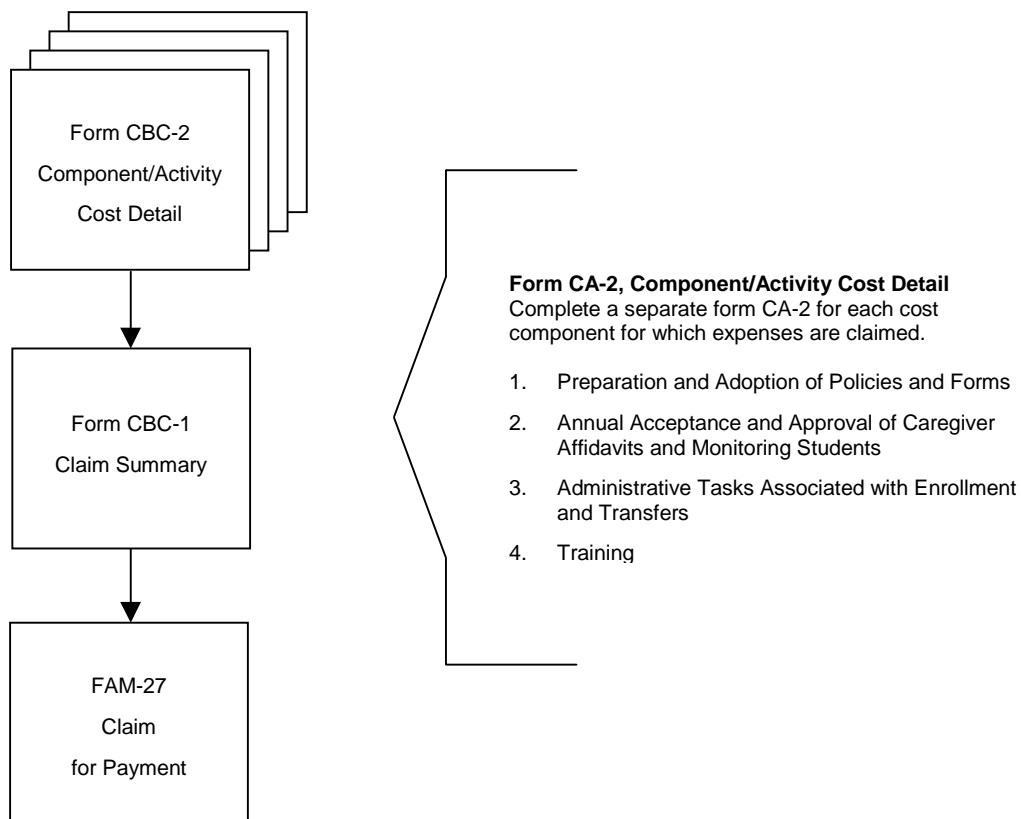 Form CBC-2
Component/Activity
Cost Detail
Form CBC-1
Claim Summary
FAM-27
Claim
for Payment
Form CA-2, Component/Activity Cost Detail
Complete a separate form CA-2 for each cost
component for which expenses are claimed.
1. Preparation and Adoption of Policies and Forms
2. Annual Acceptance and Approval of Caregiver
Affidavits and Monitoring Students
3. Administrative Tasks Associated with Enrollment
and Transfers
4. Training